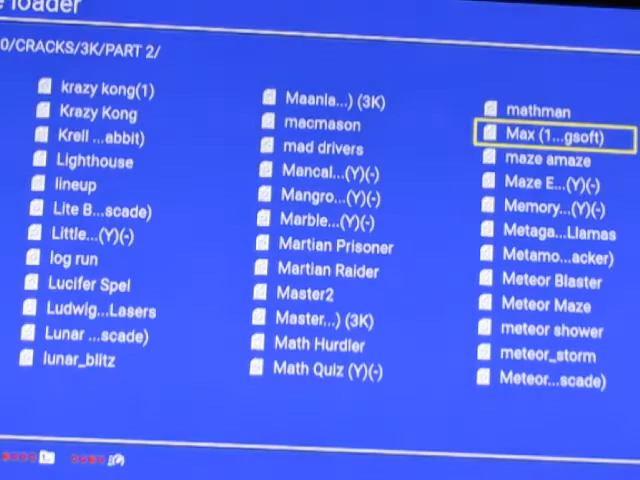 e loader
0/CRACKS/3K/PART 2/
krazy kong(1)
Krazy Kong
Krell ...abbit)
Lighthouse
lineup
Lite B...scade)
Little...(Y)(-)
log run
Lucifer Spel
Ludwig...Lasers
Lunar ...scade)
lunar_blitz
Maania...) (3K)
macmason
mad drivers
Mancal...(Y)(-)
Mangro...(Y)(-)
Marble...(Y)(-)
Martian Prisoner
Martian Raider
Master2
Master...) (3K)
Math Hurdler
Math Quiz (Y)(-)
mathman
Max (1...gsoft)
maze amaze
Maze E...(Y)(-)
Memory...(Y)(-)
Metaga...Llamas
Metamo...acker)
Meteor Blaster
Meteor Maze
meteor shower
meteor_storm
Meteor...scade)